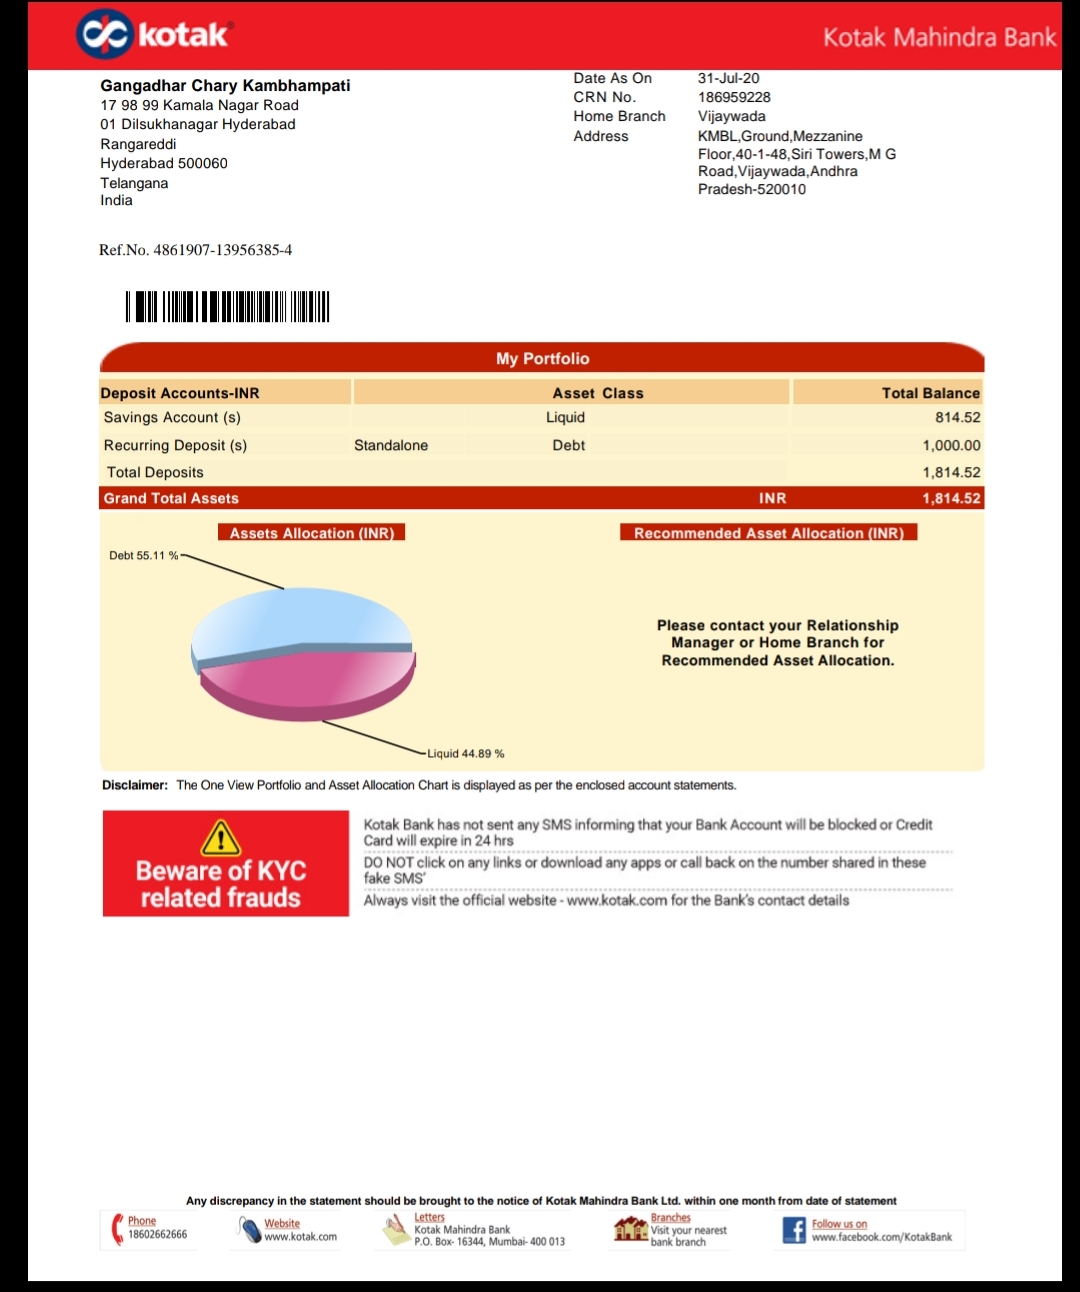 kotak®
Kotak Mahindra Bank
Gangadhar Chary Kambhampati
17 98 99 Kamala Nagar Road
01 Dilsukhanagar Hyderabad
Rangareddi
Hyderabad 500060
Telangana
India
Date As On 31-Jul-20
CRN No. 186959228
Home Branch Vijaywada
Address KMBL,Ground,Mezzanine
Floor,40-1-48,Siri Towers,M G
Road,Vijaywada,Andhra
Pradesh-520010
Ref.No. 4861907-13956385-4
My Portfolio
Deposit Accounts-INR Asset Class Total Balance
Savings Account (s) Liquid 814.52
Recurring Deposit (s) Standalone Debt 1,000.00
Total Deposits 1,814.52
Grand Total Assets INR 1,814.52
Assets Allocation (INR)
Debt 55.11 %
Liquid 44.89 %
Recommended Asset Allocation (INR)
Please contact your Relationship
Manager or Home Branch for
Recommended Asset Allocation.
Disclaimer: The One View Portfolio and Asset Allocation Chart is displayed as per the enclosed account statements.
Beware of KYC
related frauds
Kotak Bank has not sent any SMS informing that your Bank Account will be blocked or Credit
Card will expire in 24 hrs
DO NOT click on any links or download any apps or call back on the number shared in these
fake SMS'
Always visit the official website - www.kotak.com for the Bank's contact details
Any discrepancy in the statement should be brought to the notice of Kotak Mahindra Bank Ltd. within one month from date of statement
Phone
18602662666
Website
www.kotak.com
Letters
Kotak Mahindra Bank
P.O. Box- 16344, Mumbai- 400 013
Branches
Visit your nearest
bank branch
Follow us on
www.facebook.com/KotakBank